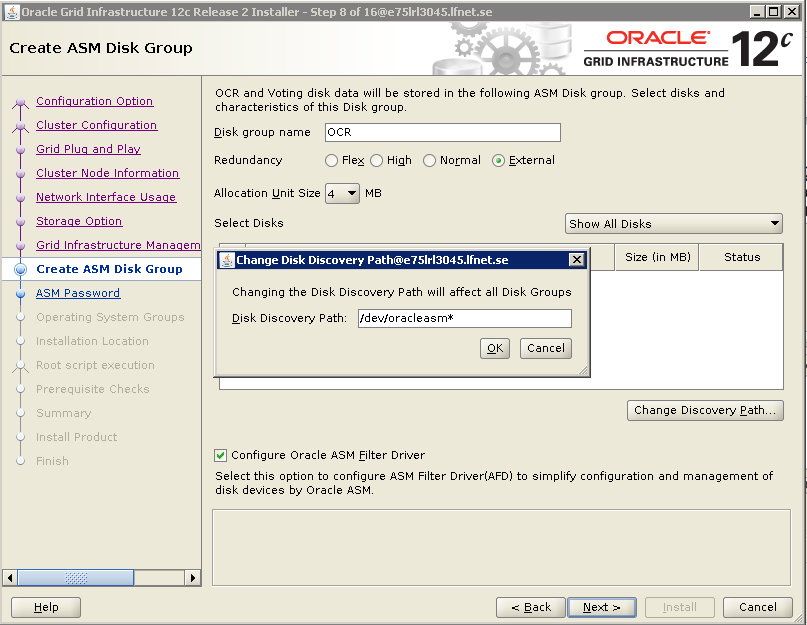 Oracle Grid Infrastructure 12c Release 2 Installer - Step 8 of 16@e75lrl3045.lfnet.se
Create ASM Disk Group
ORACLE®
GRID INFRASTRUCTURE
12c
Configuration Option
Cluster Configuration
Grid Plug and Play
Cluster Node Information
Network Interface Usage
Storage Option
Grid Infrastructure Managem
Create ASM Disk Group
ASM Password
Operating System Groups
Installation Location
Root script execution
Prerequisite Checks
Summary
Install Product
Finish
OCR and Voting disk data will be stored in the following ASM Disk group. Select disks and
characteristics of this Disk group.
Disk group name OCR
Redundancy Flex High Normal External
Allocation Unit Size 4 MB
Select Disks Show All Disks
Size (in MB) Status
Change Disk Discovery Path@e75lrl3045.lfnet.se
Changing the Disk Discovery Path will affect all Disk Groups
Disk Discovery Path: /dev/oracleasm*
OK Cancel
Change Discovery Path...
Configure Oracle ASM Filter Driver
Select this option to configure ASM Filter Driver(AFD) to simplify configuration and management of
disk devices by Oracle ASM.
Help < Back Next > Install Cancel